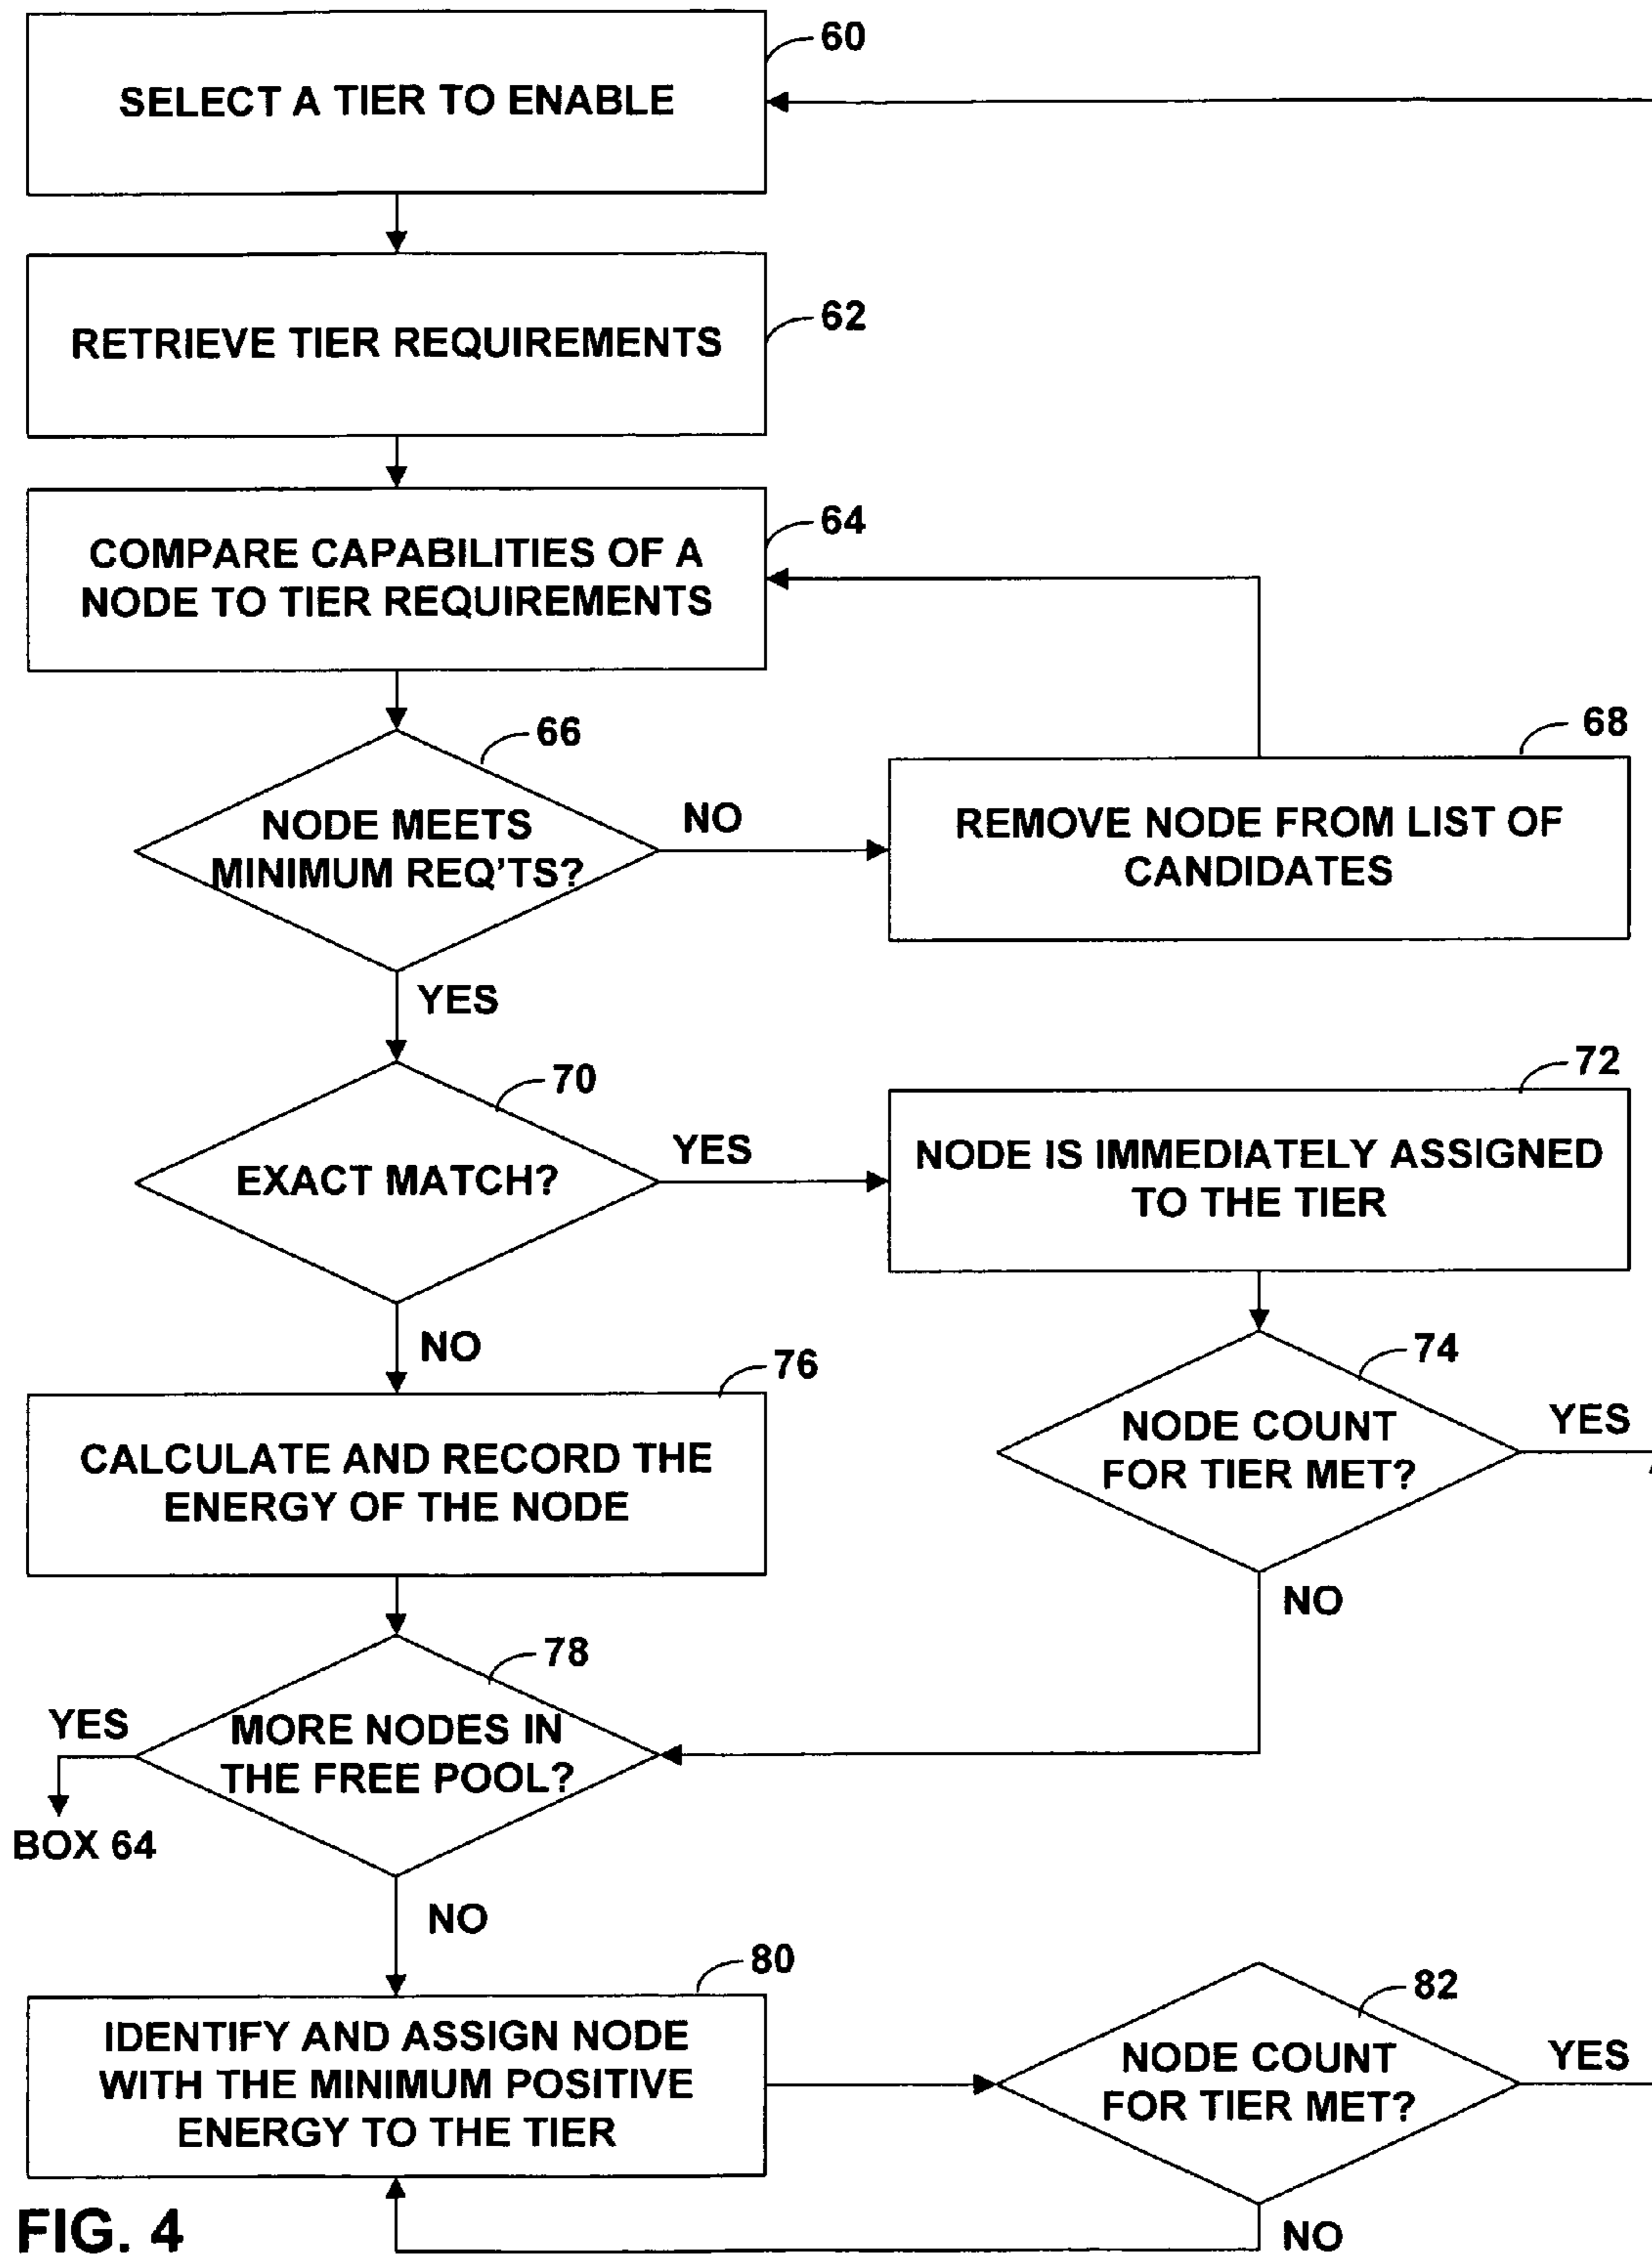 60
SELECT A TIER TO ENABLE
62
RETRIEVE TIER REQUIREMENTS
64
COMPARE CAPABILITIES OF A
NODE TO TIER REQUIREMENTS
66
NODE MEETS
MINIMUM REQ'TS?
NO
68
REMOVE NODE FROM LIST OF
CANDIDATES
YES
70
EXACT MATCH?
YES
72
NODE IS IMMEDIATELY ASSIGNED
TO THE TIER
NO
74
NODE COUNT
FOR TIER MET?
YES
NO
76
CALCULATE AND RECORD THE
ENERGY OF THE NODE
78
MORE NODES IN
THE FREE POOL?
YES
BOX 64
NO
80
IDENTIFY AND ASSIGN NODE
WITH THE MINIMUM POSITIVE
ENERGY TO THE TIER
82
NODE COUNT
FOR TIER MET?
YES
NO
FIG. 4